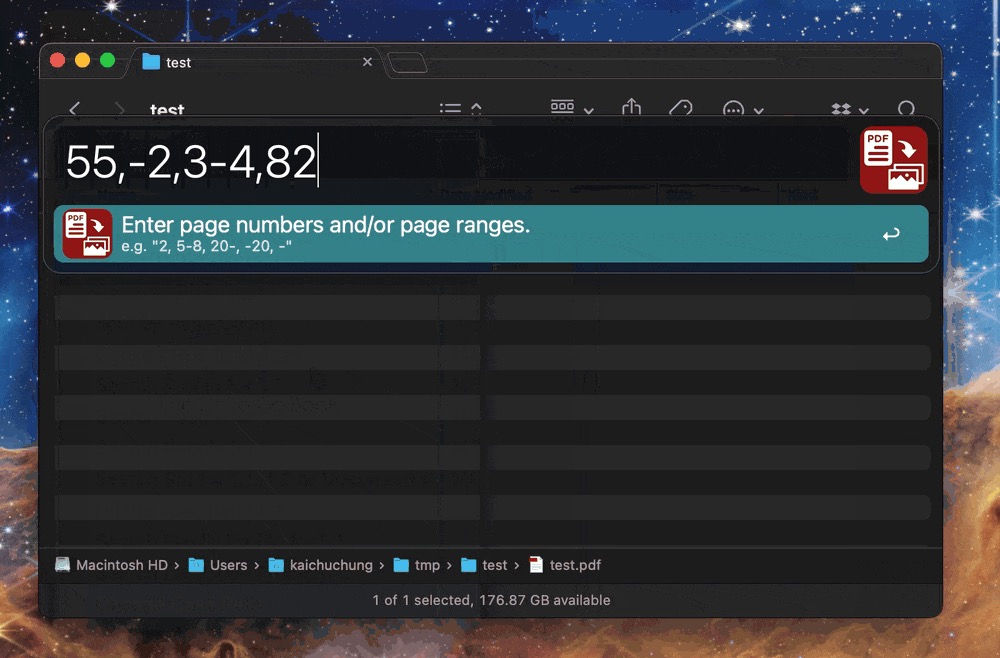 test
test
55,-2,3-4,82
PDF
PDF
Enter page numbers and/or page ranges.
e.g. "2, 5-8, 20-, -20, -"
Macintosh HD › Users › kaichuchung › tmp › test › test.pdf
1 of 1 selected, 176.87 GB available